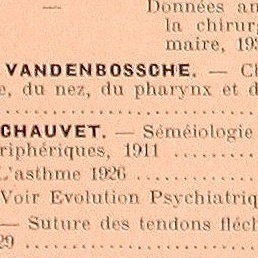 Données an
la chirurg
maire, 193
VANDENBOSSCHE. — Ch
e, du nez, du pharynx et d
CHAUVET. — Séméiologie
riphériques, 1911
L'asthme 1926
Voir Evolution Psychiatriq
— Suture des tendons fléch
29